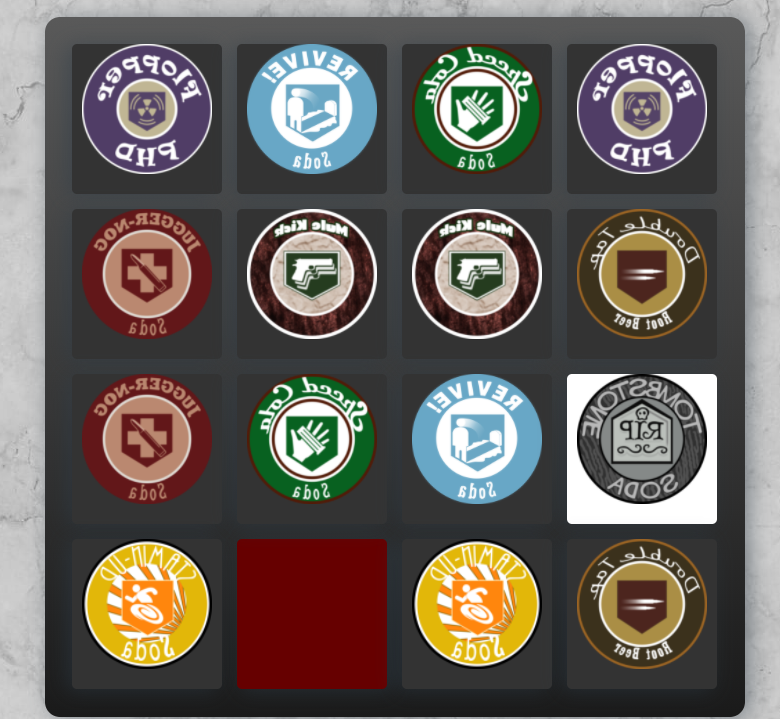 Flopper
PHD
REVIVE!
Soda
Speed Cola
Soda
Flopper
PHD
JUGGER-NOG
Soda
Mule Kick
Mule Kick
Double Tap
Root Beer
JUGGER-NOG
Soda
Speed Cola
Soda
REVIVE!
Soda
TOMBSTONE
RIP
SODA
STAMIN-UP
Soda
STAMIN-UP
Soda
Double Tap
Root Beer